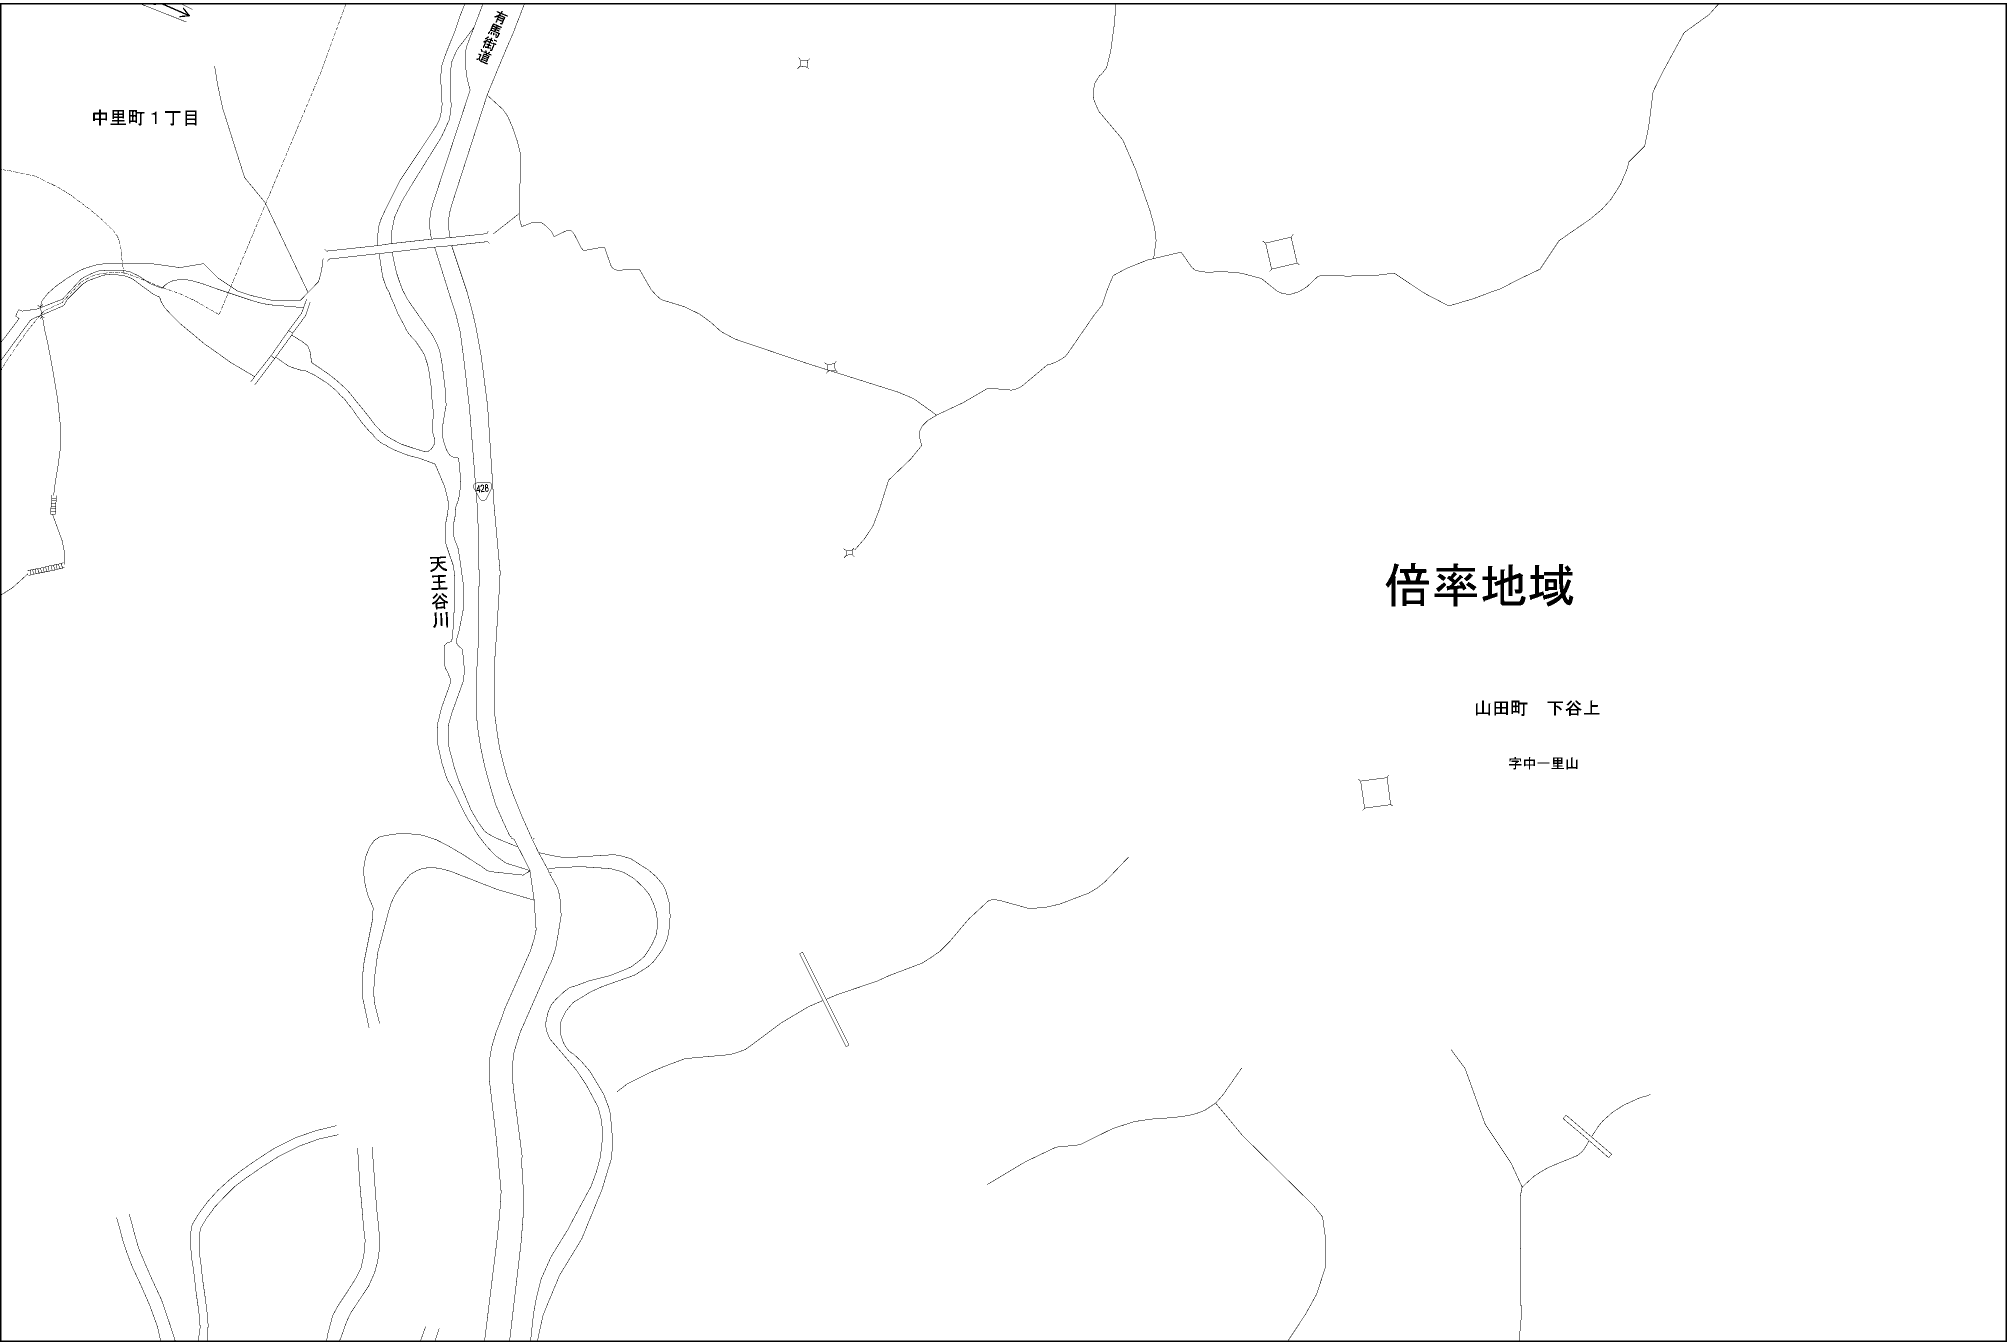 有馬街道
中里町1丁目
428
天王谷川
倍率地域
山田町　下谷上
字中一里山